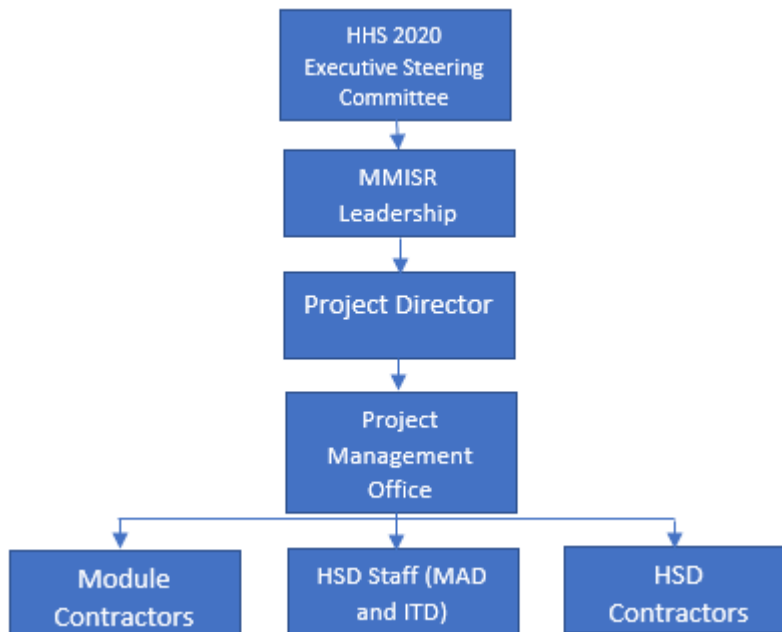 HHS 2020
Executive Steering
Committee
MMISR
Leadership
Project Director
Project
Management
Office
Module
Contractors
HSD Staff (MAD
and ITD)
HSD
Contractors